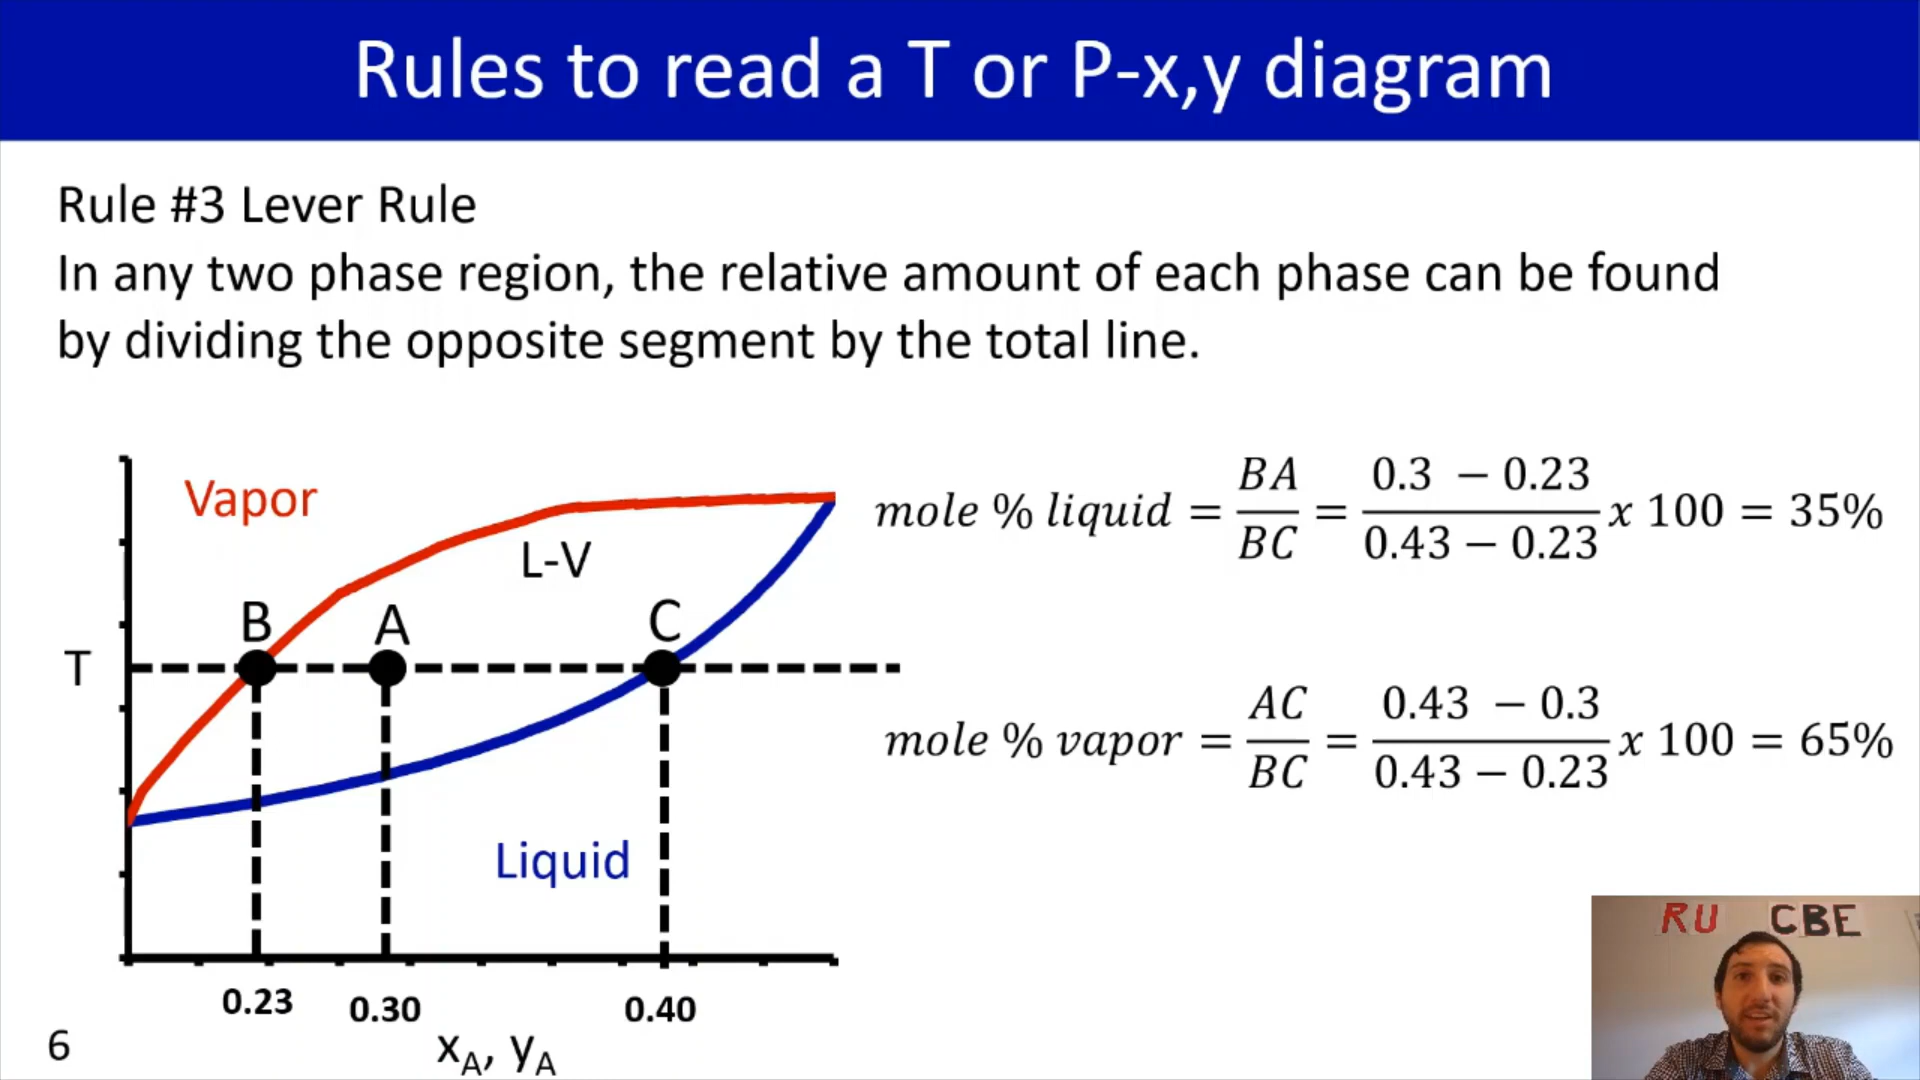 Rules to read a T or P-x,y diagram
Rule #3 Lever Rule
In any two phase region, the relative amount of each phase can be found
by dividing the opposite segment by the total line.
Vapor
L-V
B A C
T
Liquid
0.23 0.30 0.40
x_A, y_A
mole % liquid = BA/BC = (0.3 − 0.23)/(0.43 − 0.23) x 100 = 35%
mole % vapor = AC/BC = (0.43 − 0.3)/(0.43 − 0.23) x 100 = 65%
RU CBE
6